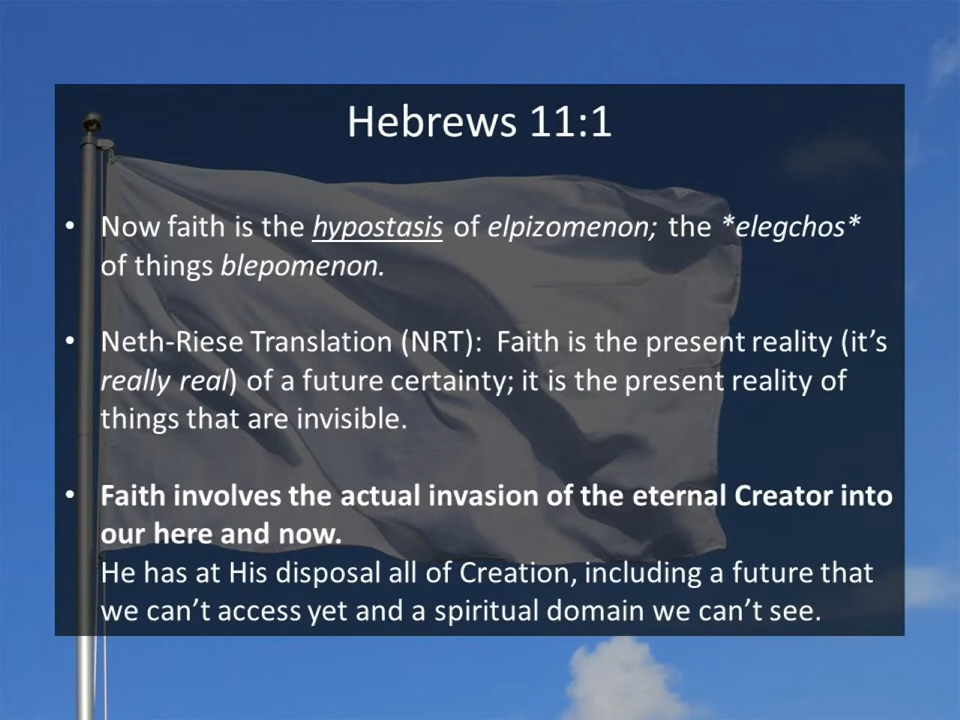 Hebrews 11:1
• Now faith is the hypostasis of elpizomenon; the *elegchos*
of things blepomenon.
• Neth-Riese Translation (NRT): Faith is the present reality (it's
really real) of a future certainty; it is the present reality of
things that are invisible.
• Faith involves the actual invasion of the eternal Creator into
our here and now.
He has at His disposal all of Creation, including a future that
we can't access yet and a spiritual domain we can't see.